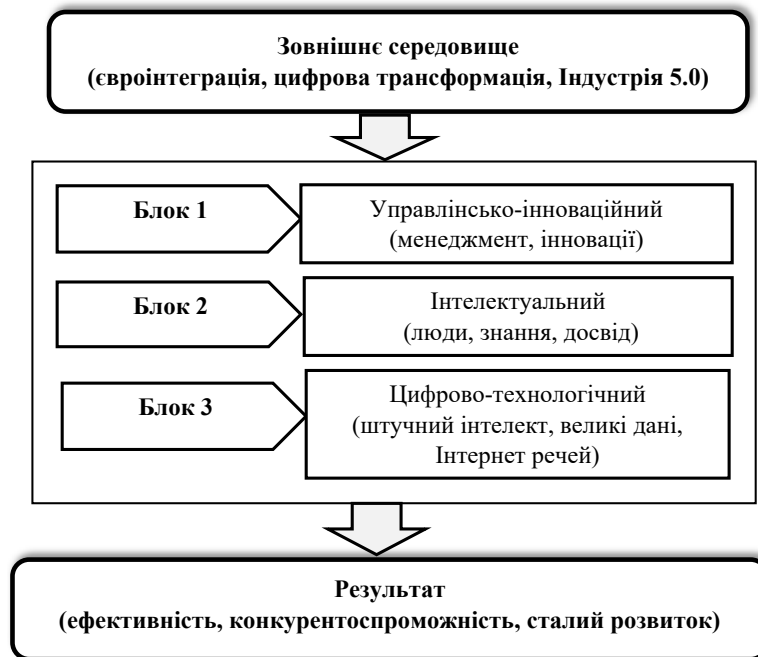 Зовнішнє середовище
(євроінтеграція, цифрова трансформація, Індустрія 5.0)
Блок 1
Управлінсько-інноваційний
(менеджмент, інновації)
Блок 2
Інтелектуальний
(люди, знання, досвід)
Блок 3
Цифрово-технологічний
(штучний інтелект, великі дані,
Інтернет речей)
Результат
(ефективність, конкурентоспроможність, сталий розвиток)